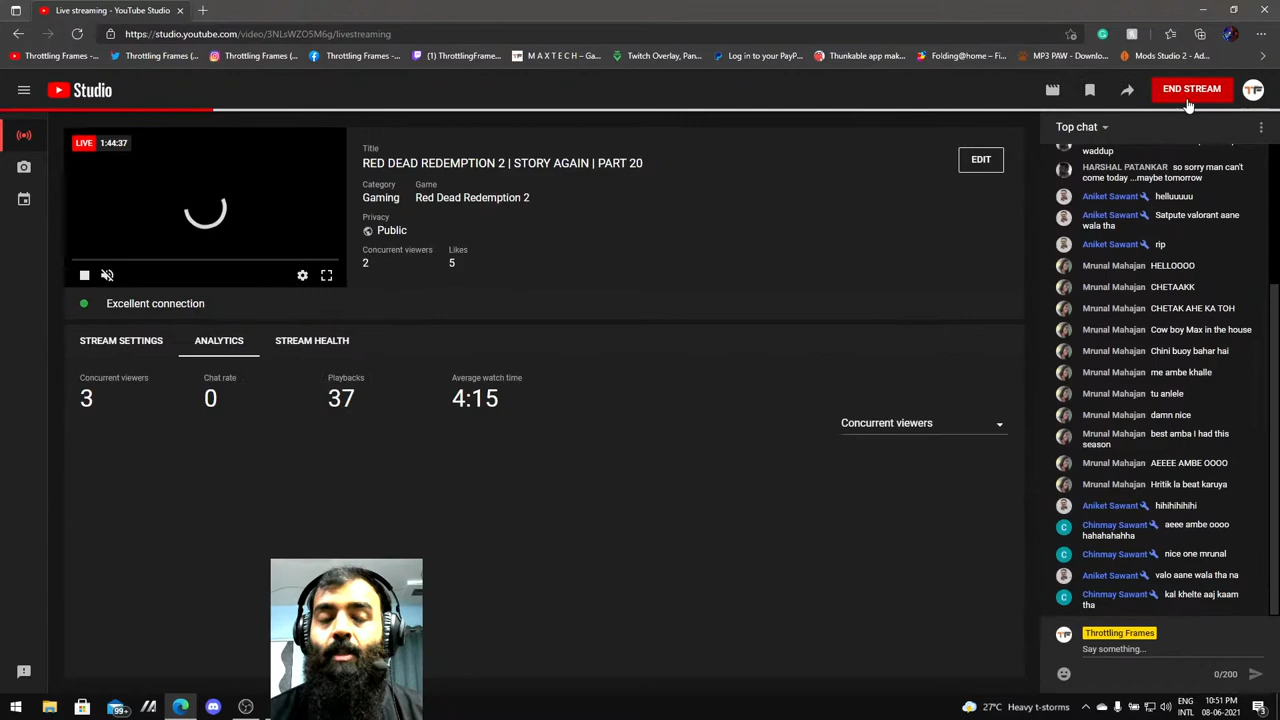 Live streaming - YouTube Studio
https://studio.youtube.com/video/3NLsWZO5M6g/livestreaming
Throttling Frames -... Throttling Frames (... Throttling Frames (... Throttling Frames -... (1) ThrottlingFrame... M A X T E C H – Ga... Twitch Overlay, Pan... Log in to your PayP... Thunkable app mak... Folding@home – Fi... MP3 PAW - Downlo... Mods Studio 2 - Ad...
Studio
END STREAM
LIVE 1:44:37
Title
RED DEAD REDEMPTION 2 | STORY AGAIN | PART 20
EDIT
Category Game
Gaming Red Dead Redemption 2
Privacy
Public
Concurrent viewers Likes
2 5
Excellent connection
STREAM SETTINGS ANALYTICS STREAM HEALTH
Concurrent viewers Chat rate Playbacks Average watch time
3 0 37 4:15
Concurrent viewers
Top chat
waddup
HARSHAL PATANKAR so sorry man can't
come today ...maybe tomorrow
Aniket Sawant helluuuuu
Aniket Sawant Satpute valorant aane
wala tha
Aniket Sawant rip
Mrunal Mahajan HELLOOOO
Mrunal Mahajan CHETAAKK
Mrunal Mahajan CHETAK AHE KA TOH
Mrunal Mahajan Cow boy Max in the house
Mrunal Mahajan Chini buoy bahar hai
Mrunal Mahajan me ambe khalle
Mrunal Mahajan tu anlele
Mrunal Mahajan damn nice
Mrunal Mahajan best amba I had this
season
Mrunal Mahajan AEEEE AMBE OOOO
Mrunal Mahajan Hritik la beat karuya
Aniket Sawant hihihihihihi
Chinmay Sawant aeee ambe oooo
hahahahahha
Chinmay Sawant nice one mrunal
Aniket Sawant valo aane wala tha na
Chinmay Sawant kal khelte aaj kaam
tha
Throttling Frames
Say something...
0/200
99+
27°C Heavy t-storms
ENG
INTL
10:51 PM
08-06-2021
3